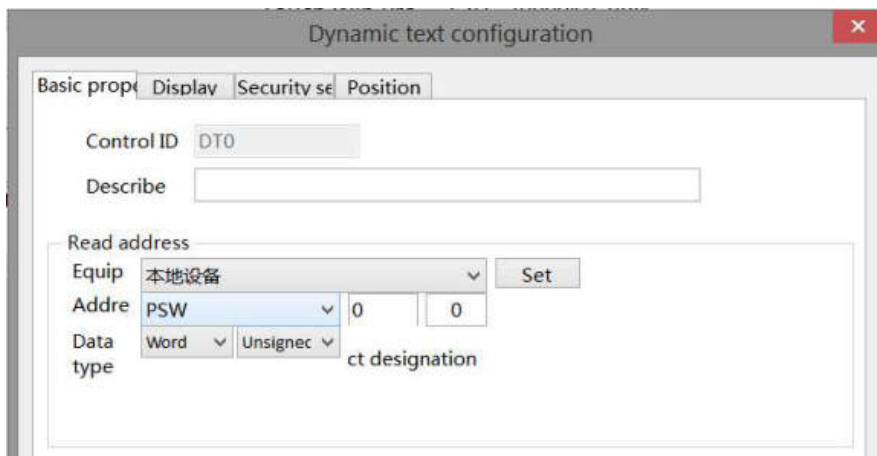 Dynamic text configuration
Basic prope Display Security se Position
Control ID DT0
Describe
Read address
Equip 本地设备 Set
Addre PSW 0 0
Data type Word Unsignec
ct designation